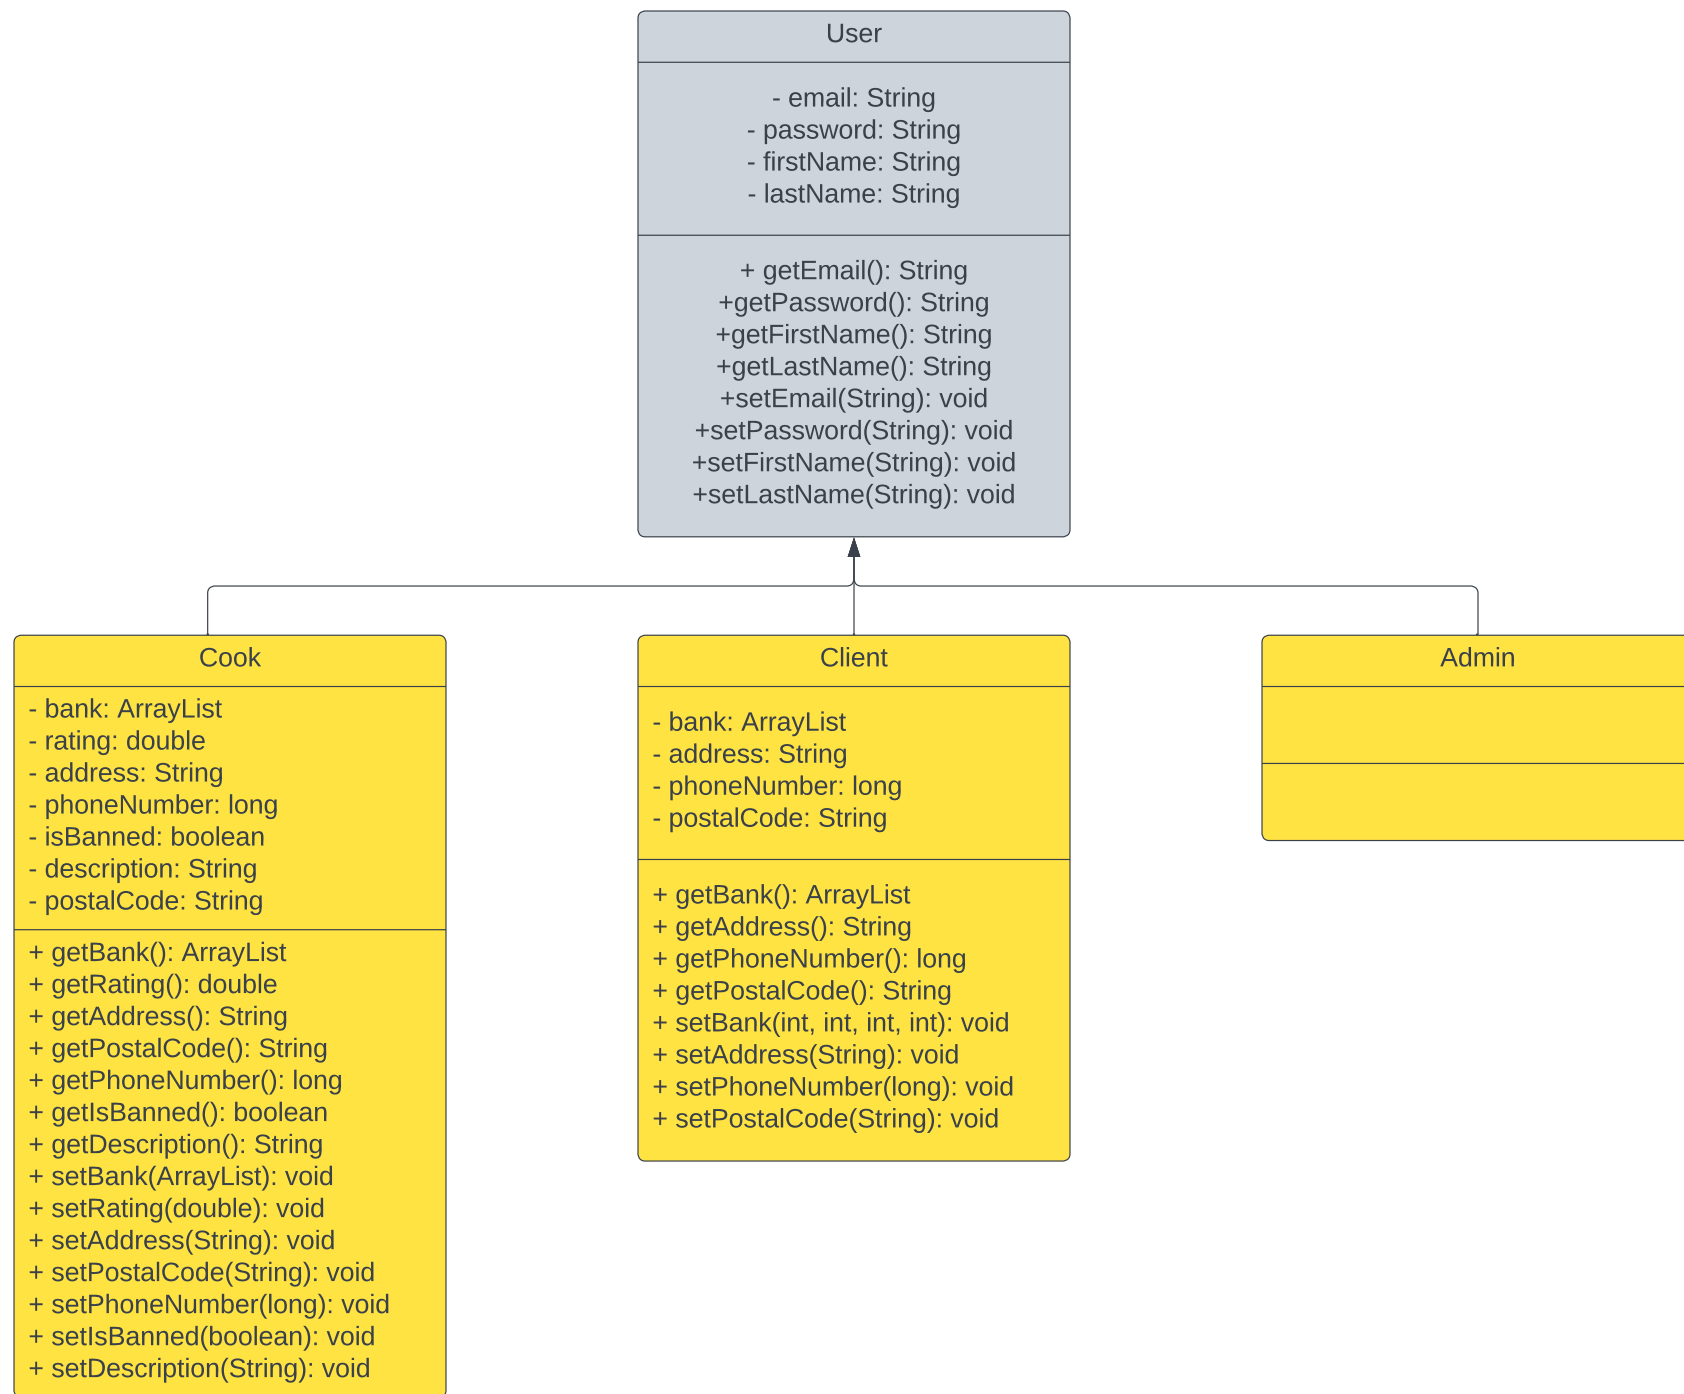 User
- email: String
- password: String
- firstName: String
- lastName: String
+ getEmail(): String
+getPassword(): String
+getFirstName(): String
+getLastName(): String
+setEmail(String): void
+setPassword(String): void
+setFirstName(String): void
+setLastName(String): void
Cook
- bank: ArrayList
- rating: double
- address: String
- phoneNumber: long
- isBanned: boolean
- description: String
- postalCode: String
+ getBank(): ArrayList
+ getRating(): double
+ getAddress(): String
+ getPostalCode(): String
+ getPhoneNumber(): long
+ getIsBanned(): boolean
+ getDescription(): String
+ setBank(ArrayList): void
+ setRating(double): void
+ setAddress(String): void
+ setPostalCode(String): void
+ setPhoneNumber(long): void
+ setIsBanned(boolean): void
+ setDescription(String): void
Client
- bank: ArrayList
- address: String
- phoneNumber: long
- postalCode: String
+ getBank(): ArrayList
+ getAddress(): String
+ getPhoneNumber(): long
+ getPostalCode(): String
+ setBank(int, int, int, int): void
+ setAddress(String): void
+ setPhoneNumber(long): void
+ setPostalCode(String): void
Admin